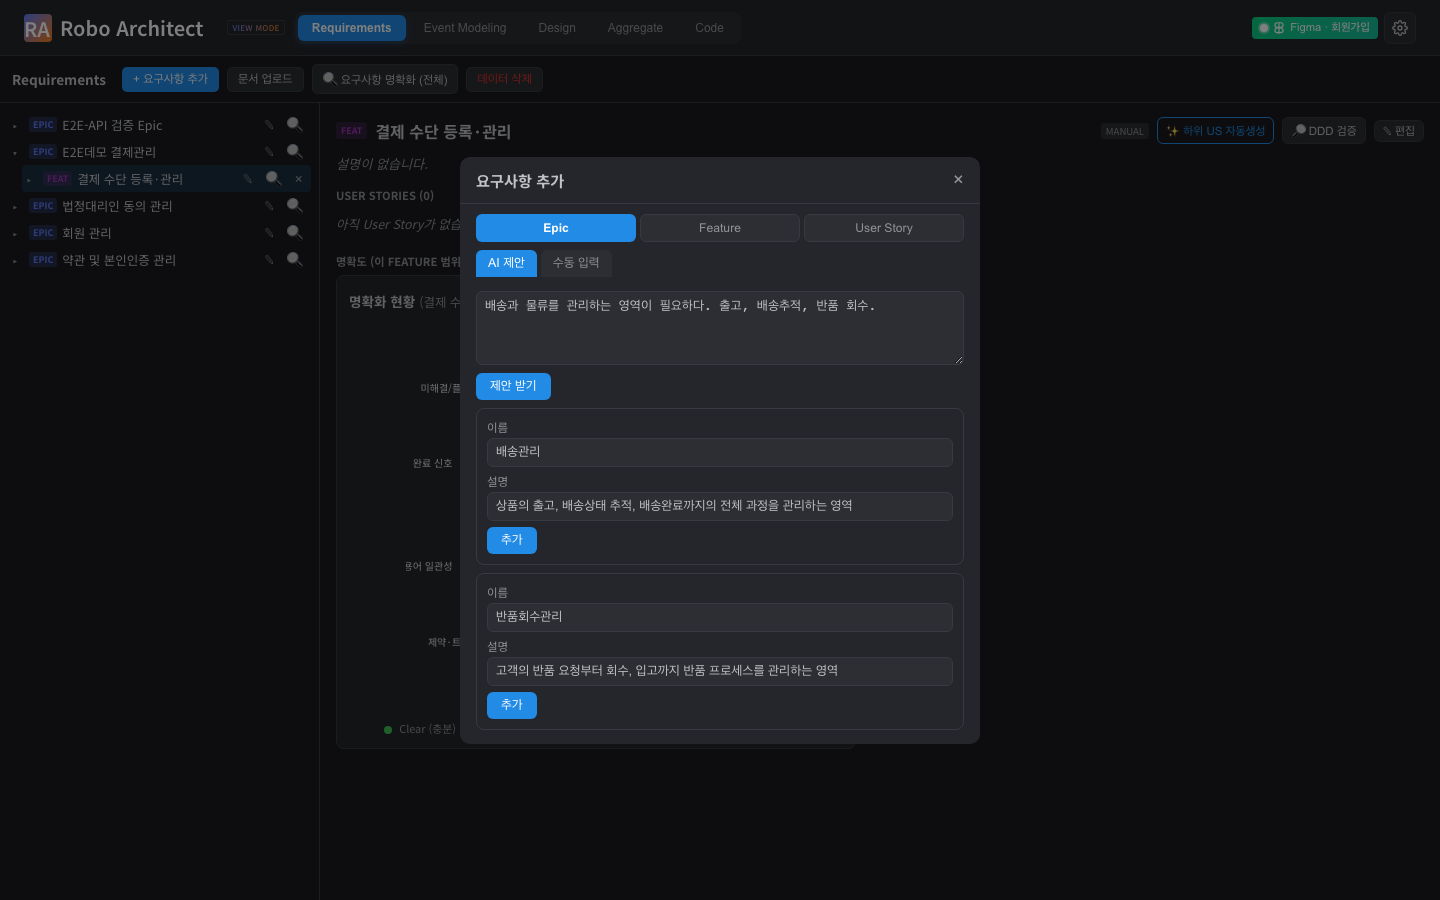 RA Robo Architect VIEW MODE Requirements Event Modeling Design Aggregate Code Figma · 회원가입
Requirements + 요구사항 추가 문서 업로드 요구사항 명확화 (전체) 데이터 삭제
EPIC E2E-API 검증 Epic
EPIC E2E데모 결제관리
FEAT 결제 수단 등록·관리 ×
EPIC 법정대리인 동의 관리
EPIC 회원 관리
EPIC 약관 및 본인인증 관리
FEAT 결제 수단 등록·관리 MANUAL ✨ 하위 US 자동생성 DDD 검증 ✎ 편집
설명이 없습니다.
USER STORIES (0)
아직 User Story가 없습
명확도 (이 FEATURE 범위
명확화 현황 (결제 수
미해결/플
완료 신호
용어 일관성
제약·트
Clear (충분)
요구사항 추가 ×
Epic Feature User Story
AI 제안 수동 입력
배송과 물류를 관리하는 영역이 필요하다. 출고, 배송추적, 반품 회수.
제안 받기
이름
배송관리
설명
상품의 출고, 배송상태 추적, 배송완료까지의 전체 과정을 관리하는 영역
추가
이름
반품회수관리
설명
고객의 반품 요청부터 회수, 입고까지 반품 프로세스를 관리하는 영역
추가